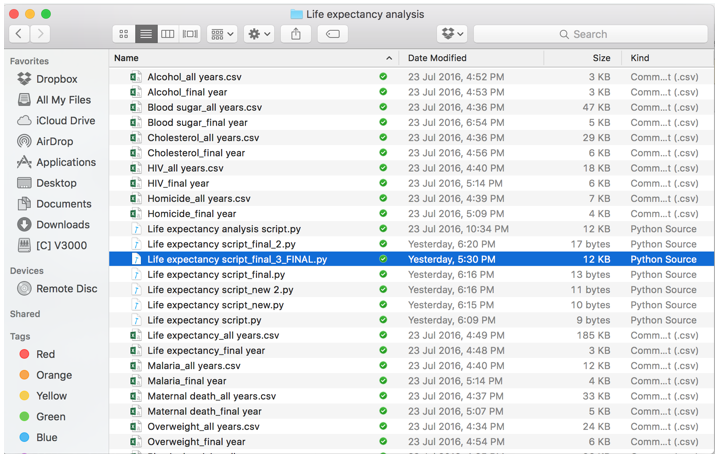 Life expectancy analysis
Search
Favorites
Dropbox
All My Files
iCloud Drive
AirDrop
Applications
Desktop
Documents
Downloads
[C] V3000
Devices
Remote Disc
Shared
Tags
Red
Orange
Yellow
Green
Blue
Name Date Modified Size Kind
Alcohol_all years.csv 23 Jul 2016, 4:52 PM 3 KB Comm...t (.csv)
Alcohol_final year 23 Jul 2016, 4:53 PM 3 KB Comm...t (.csv)
Blood sugar_all years.csv 23 Jul 2016, 4:36 PM 47 KB Comm...t (.csv)
Blood sugar_final year 23 Jul 2016, 6:54 PM 5 KB Comm...t (.csv)
Cholesterol_all years.csv 23 Jul 2016, 4:36 PM 29 KB Comm...t (.csv)
Cholesterol_final year 23 Jul 2016, 4:56 PM 6 KB Comm...t (.csv)
HIV_all years.csv 23 Jul 2016, 4:40 PM 18 KB Comm...t (.csv)
HIV_final year 23 Jul 2016, 5:14 PM 6 KB Comm...t (.csv)
Homicide_all years.csv 23 Jul 2016, 4:39 PM 7 KB Comm...t (.csv)
Homicide_final year 23 Jul 2016, 5:09 PM 4 KB Comm...t (.csv)
Life expectancy analysis script.py 23 Jul 2016, 10:34 PM 12 KB Python Source
Life expectancy script_final_2.py Yesterday, 6:20 PM 17 bytes Python Source
Life expectancy script_final_3_FINAL.py Yesterday, 5:30 PM 12 KB Python Source
Life expectancy script_final.py Yesterday, 6:16 PM 13 bytes Python Source
Life expectancy script_new 2.py Yesterday, 6:16 PM 11 bytes Python Source
Life expectancy script_new.py Yesterday, 6:15 PM 10 bytes Python Source
Life expectancy script.py Yesterday, 6:09 PM 9 bytes Python Source
Life expectancy_all years.csv 23 Jul 2016, 4:49 PM 185 KB Comm...t (.csv)
Life expectancy_final year 23 Jul 2016, 4:48 PM 3 KB Comm...t (.csv)
Malaria_all years.csv 23 Jul 2016, 4:40 PM 12 KB Comm...t (.csv)
Malaria_final year 23 Jul 2016, 5:14 PM 4 KB Comm...t (.csv)
Maternal death_all years.csv 23 Jul 2016, 4:37 PM 33 KB Comm...t (.csv)
Maternal death_final year 23 Jul 2016, 5:07 PM 5 KB Comm...t (.csv)
Overweight_all years.csv 23 Jul 2016, 4:34 PM 24 KB Comm...t (.csv)
Overweight_final year 23 Jul 2016, 4:54 PM 6 KB Comm...t (.csv)